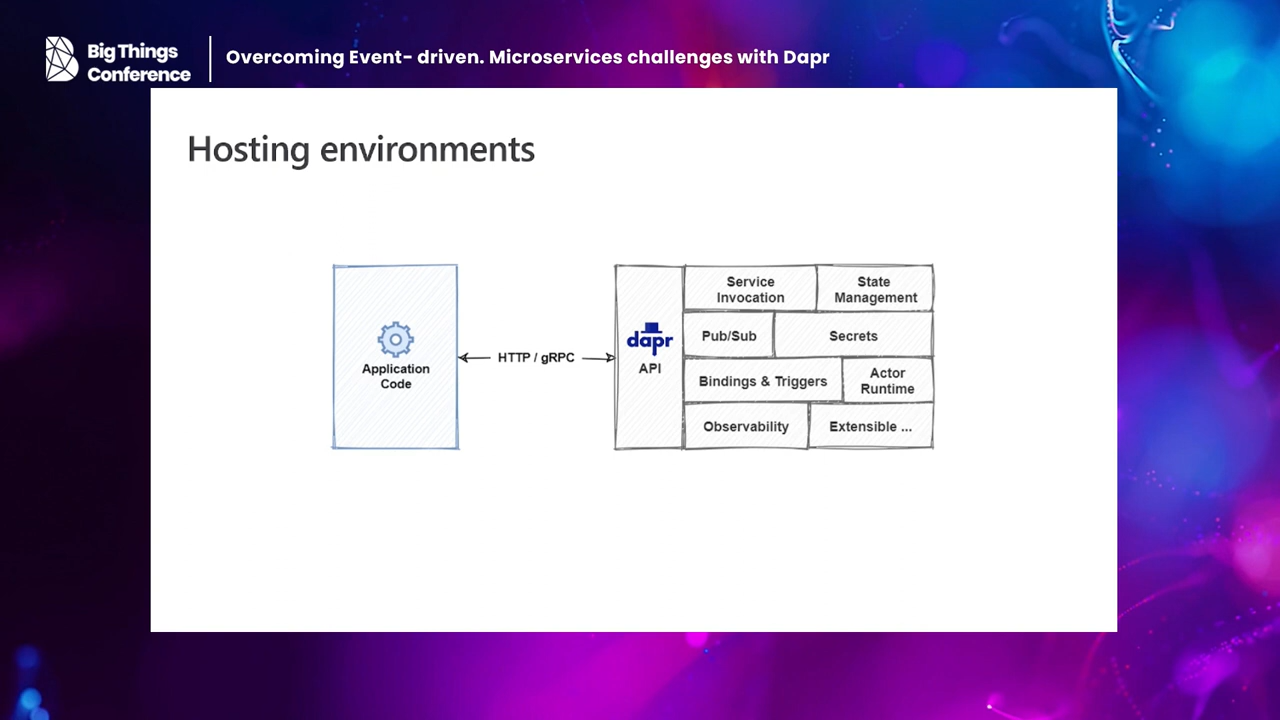 Big Things
Conference
Overcoming Event- driven. Microservices challenges with Dapr
Hosting environments
Application
Code
HTTP / gRPC
dapr
API
Service
Invocation
State
Management
Pub/Sub
Secrets
Bindings & Triggers
Actor
Runtime
Observability
Extensible ...